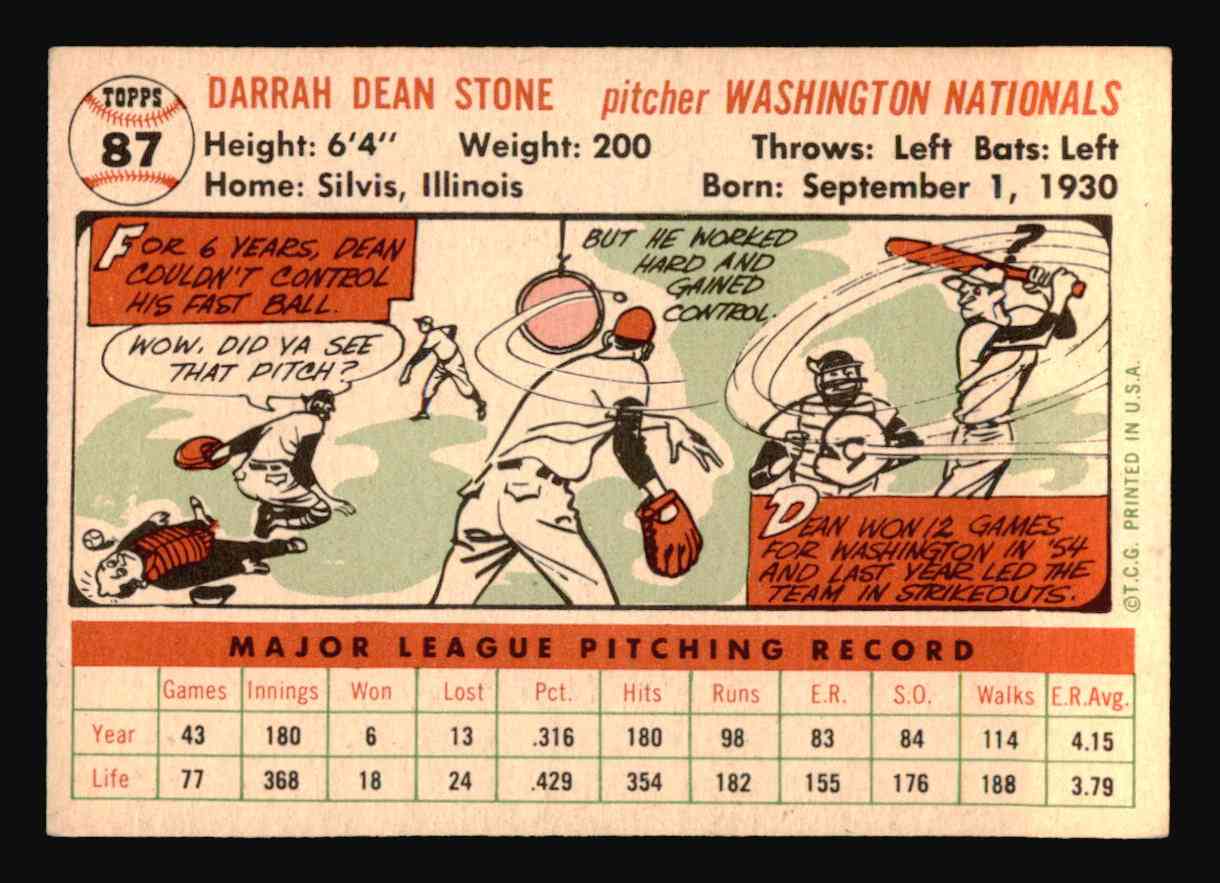 TOPPS
87
DARRAH DEAN STONE pitcher WASHINGTON NATIONALS
Height: 6'4" Weight: 200 Throws: Left Bats: Left
Home: Silvis, Illinois Born: September 1, 1930
FOR 6 YEARS, DEAN
COULDN'T CONTROL
HIS FAST BALL.
WOW, DID YA SEE
THAT PITCH?
BUT HE WORKED
HARD AND
GAINED
CONTROL.
?
DEAN WON 12 GAMES
FOR WASHINGTON IN '54
AND LAST YEAR LED THE
TEAM IN STRIKEOUTS.
©T.C.G. PRINTED IN U.S.A.
MAJOR LEAGUE PITCHING RECORD
Games Innings Won Lost Pct. Hits Runs E.R. S.O. Walks E.R.Avg.
Year 43 180 6 13 .316 180 98 83 84 114 4.15
Life 77 368 18 24 .429 354 182 155 176 188 3.79